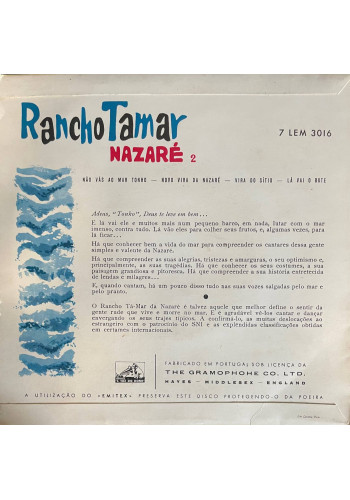 Rancho Tamar
NAZARÉ 2
7 LEM 3016
NÃO VÁS AO MAR TONHO — NOVO VIRA DA NAZARÉ — VIRA DO SÍTIO — LÁ VAI O BOTE
Adeus, "Tonho", Deus te leve em bem...
E lá vai ele e muitos mais num pequeno barco, em nada, lutar com o mar
imenso, contra tudo. Lá vão eles para colher seus frutos, e, algumas vezes, para
lá ficar...
Há que conhecer bem a vida do mar para compreender os cantares dessa gente
simples e valente da Nazaré.
Há que compreender as suas alegrias, tristezas e amarguras, o seu optimismo e,
principalmente, as suas tragédias. Há que conhecer os seus costumes, a sua
paisagem grandiosa e pitoresca. Há que compreender a sua história estreitecida
de lendas e milagres....
E, quando cantam, há um pouco disso tudo nas suas vozes salgadas pelo mar e
pelo pranto.
O Rancho Tá-Mar da Nazaré é talvez aquele que melhor define o sentir da
gente rude que vive e morre no mar. E é agradável vê-los cantar e dançar
envergando os seus trajes típicos. A confirmá-lo, as muitas deslocações ao
estrangeiro com o patrocínio do SNI e as explêndidas classificações obtidas
em certames internacionais.
FABRICADO EM PORTUGAL SOB LICENÇA DA
THE GRAMOPHOHE CO. LTD.
HAYES — MIDDLESEX — ENGLAND
A UTILIZAÇÃO DO «EMITEX» PRESERVA ESTE DISCO PROTEGENDO-O DA POEIRA